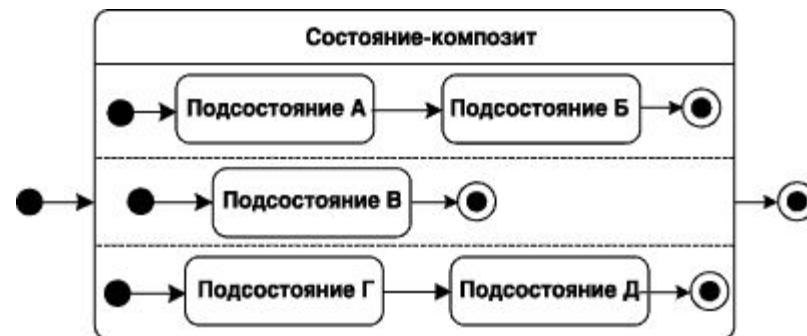 Состояние-композит
Подсостояние А
Подсостояние Б
Подсостояние В
Подсостояние Г
Подсостояние Д